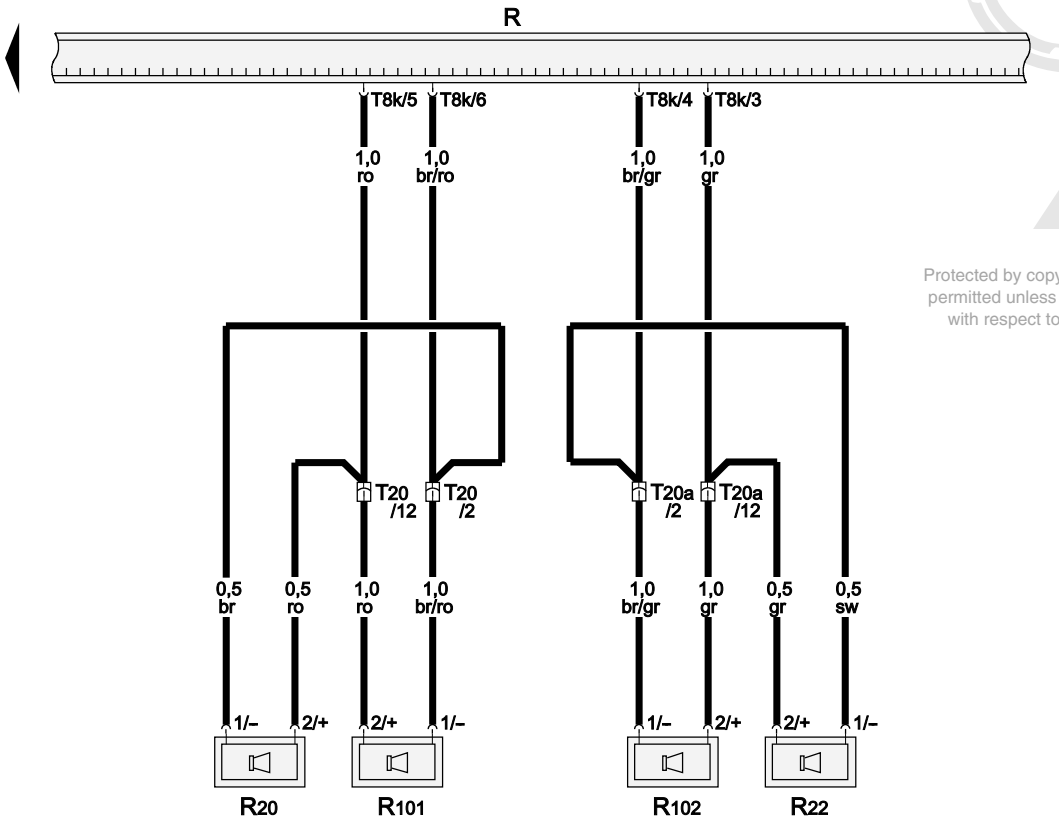 R
T8k/5 T8k/6 T8k/4 T8k/3
1,0 1,0 1,0 1,0
ro br/ro br/gr gr
Protected by copy
permitted unless
with respect to
T20 T20 T20a T20a
/12 /2 /2 /12
0,5 0,5 1,0 1,0 1,0 1,0 0,5 0,5
br ro ro br/ro br/gr gr gr sw
1/– 2/+ 2/+ 1/– 1/– 2/+ 2/+ 1/–
R20 R101 R102 R22